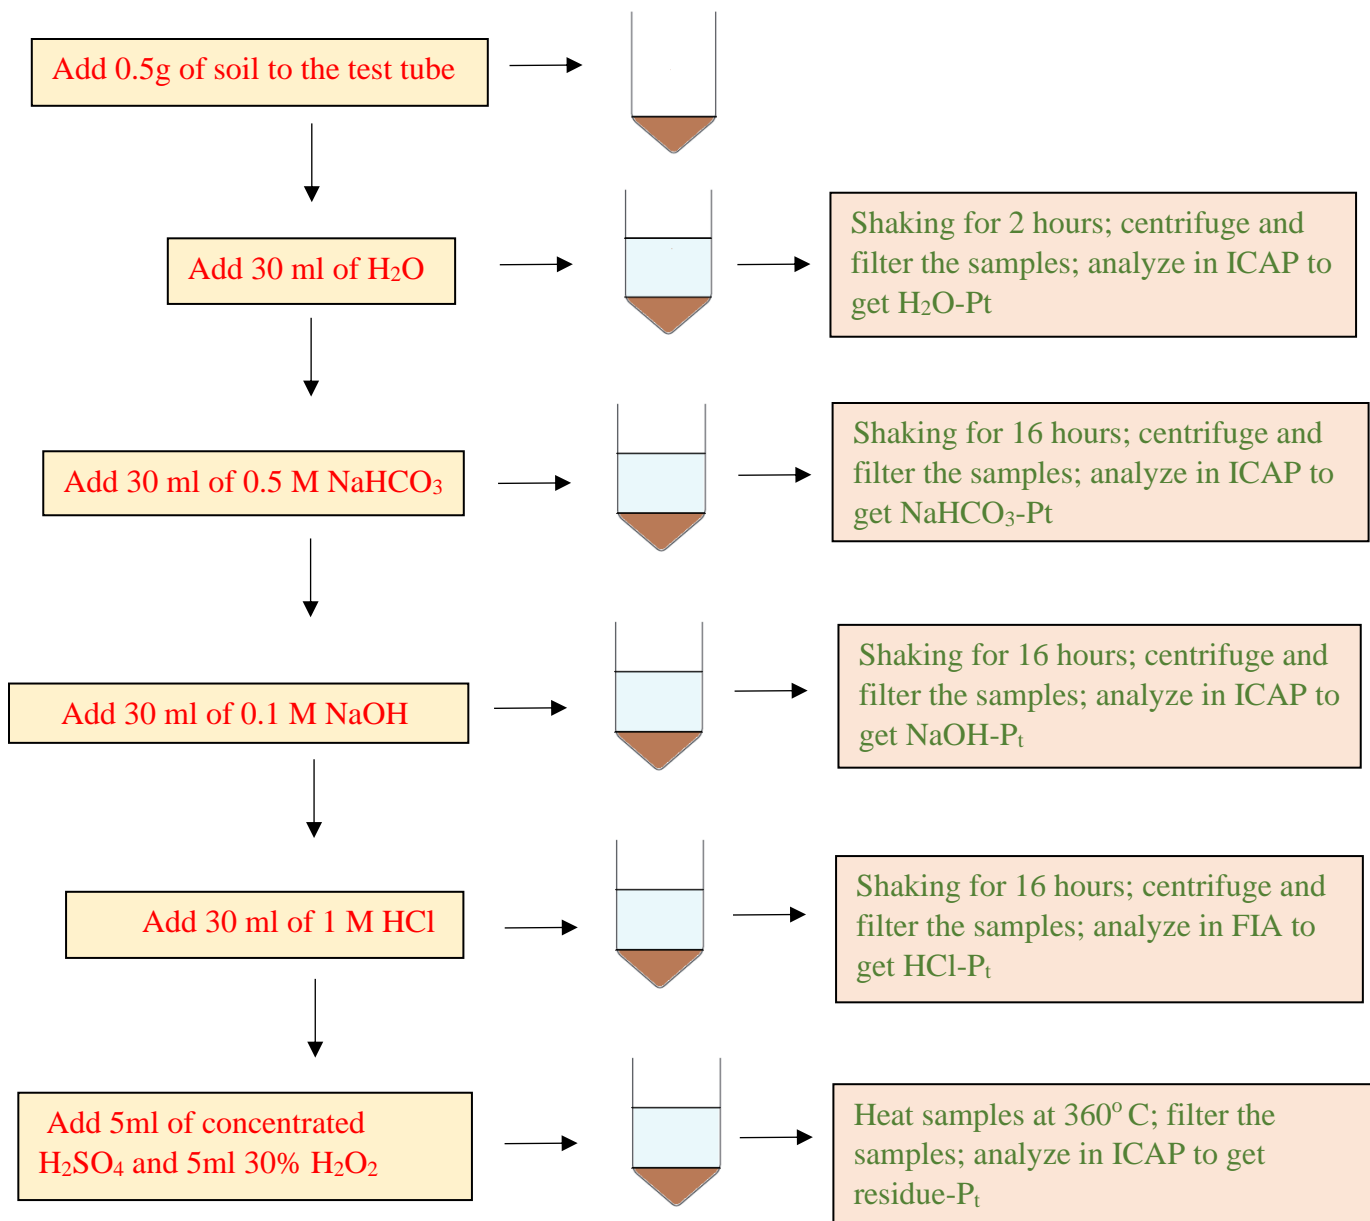 Add 0.5g of soil to the test tube
Add 30 ml of H₂O
Shaking for 2 hours; centrifuge and
filter the samples; analyze in ICAP to
get H₂O-Pt
Add 30 ml of 0.5 M NaHCO₃
Shaking for 16 hours; centrifuge and
filter the samples; analyze in ICAP to
get NaHCO₃-Pt
Add 30 ml of 0.1 M NaOH
Shaking for 16 hours; centrifuge and
filter the samples; analyze in ICAP to
get NaOH-Pₜ
Add 30 ml of 1 M HCl
Shaking for 16 hours; centrifuge and
filter the samples; analyze in FIA to
get HCl-Pₜ
Add 5ml of concentrated
H₂SO₄ and 5ml 30% H₂O₂
Heat samples at 360° C; filter the
samples; analyze in ICAP to get
residue-Pₜ